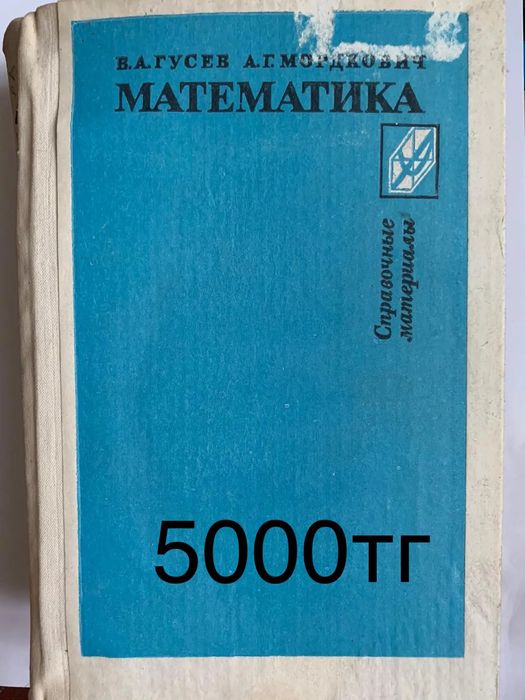 В.А.ГУСЕВ А.Г.МОРДКОВИЧ
МАТЕМАТИКА
Справочные
материалы
5000тг